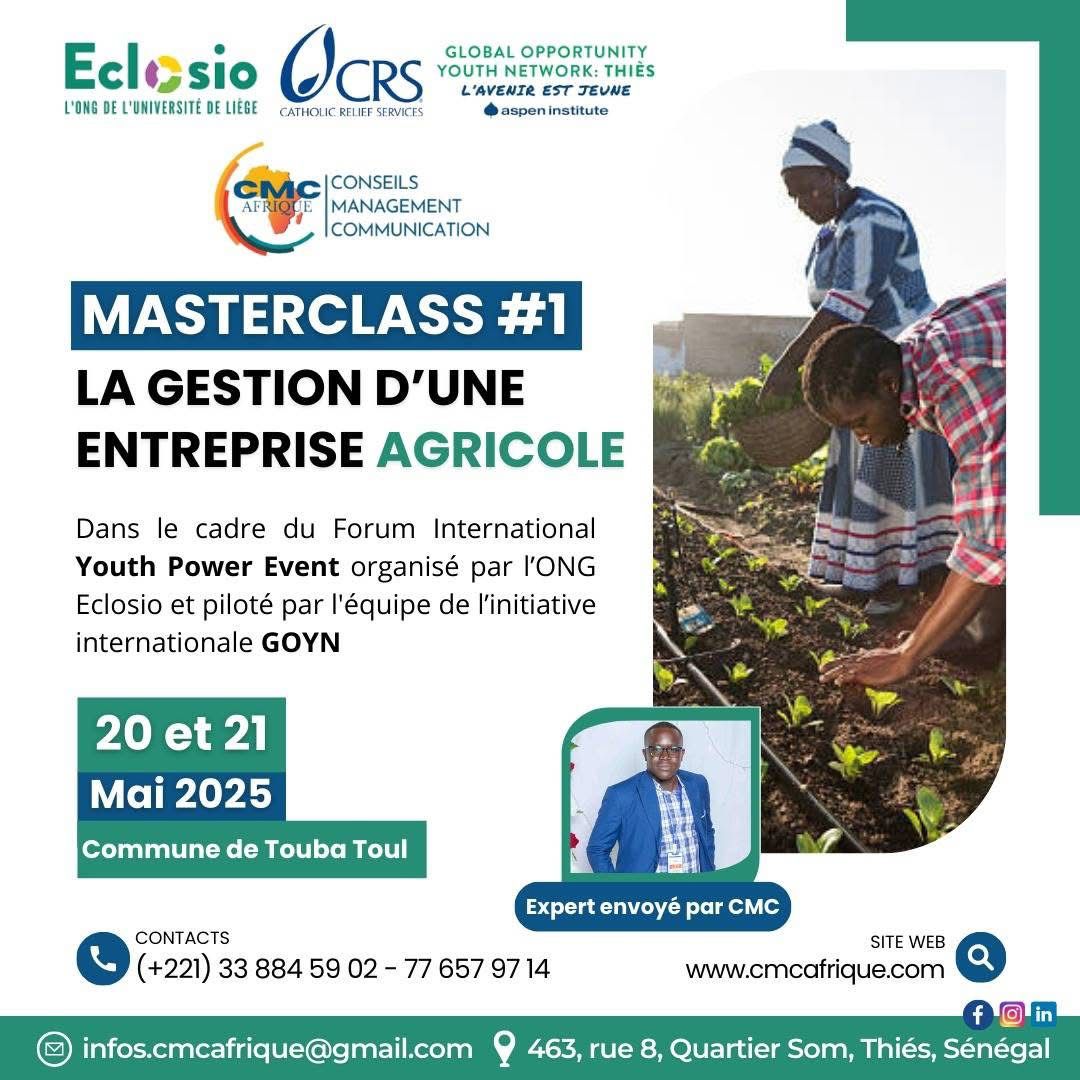 Eclosio
L'ONG DE L'UNIVERSITÉ DE LIÈGE
CRS
CATHOLIC RELIEF SERVICES
GLOBAL OPPORTUNITY
YOUTH NETWORK: THIÈS
L'AVENIR EST JEUNE
aspen institute
CMC
AFRIQUE
CONSEILS
MANAGEMENT
COMMUNICATION
MASTERCLASS #1
LA GESTION D’UNE
ENTREPRISE AGRICOLE
Dans le cadre du Forum International
Youth Power Event organisé par l’ONG
Eclosio et piloté par l'équipe de l’initiative
internationale GOYN
20 et 21
Mai 2025
Commune de Touba Toul
Expert envoyé par CMC
CONTACTS
(+221) 33 884 59 02 - 77 657 97 14
SITE WEB
www.cmcafrique.com
infos.cmcafrique@gmail.com
463, rue 8, Quartier Som, Thiés, Sénégal